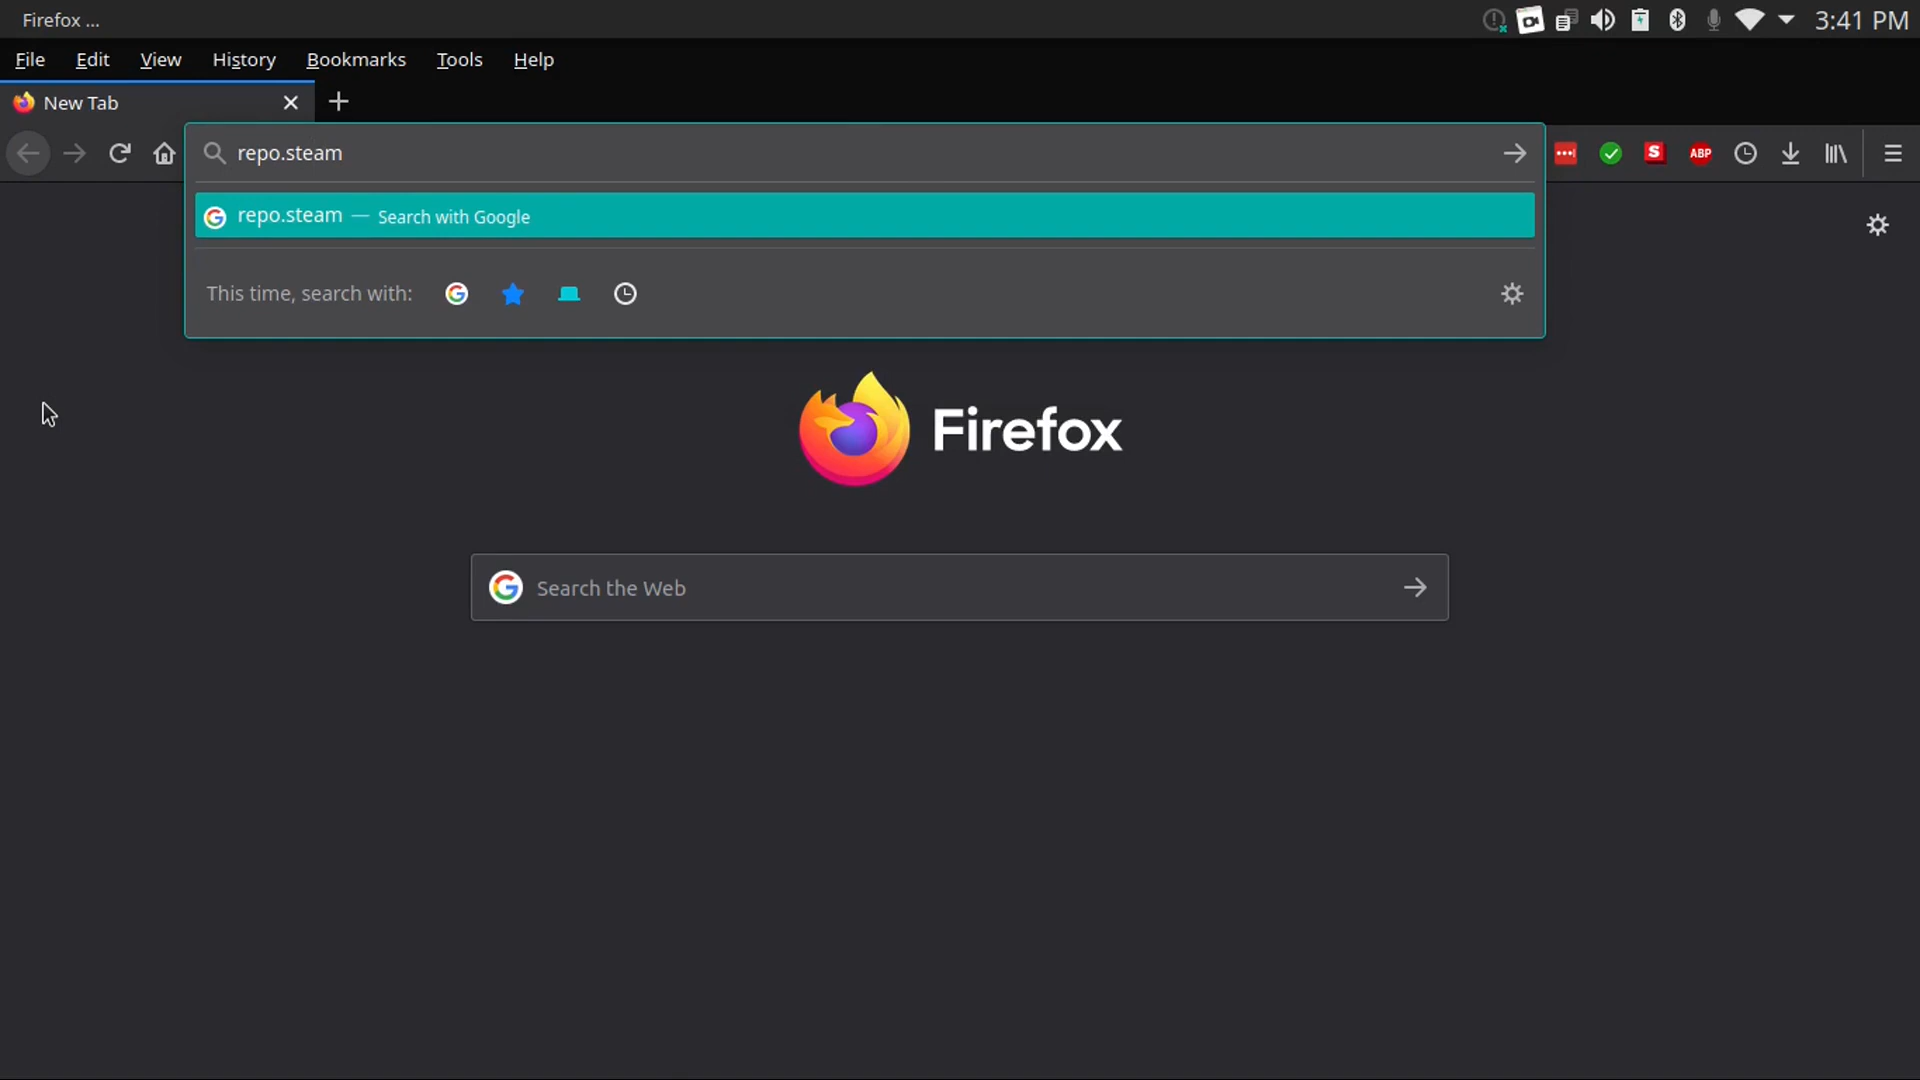 Firefox ...
3:41 PM
File Edit View History Bookmarks Tools Help
New Tab
repo.steam
S
ABP
repo.steam — Search with Google
This time, search with:
Firefox
Search the Web